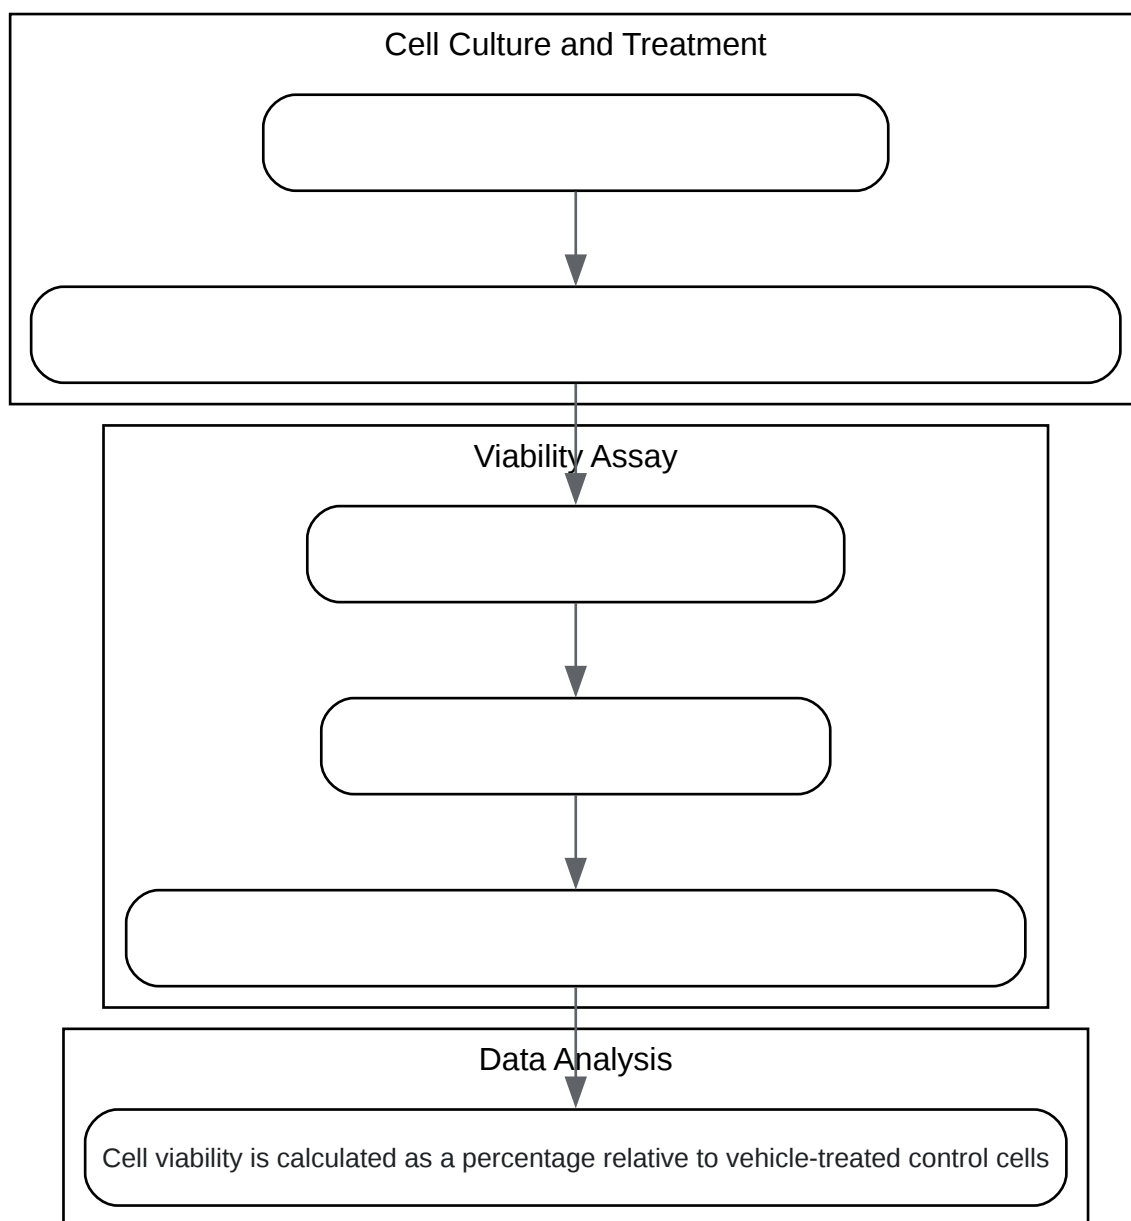 Cell Culture and Treatment
Viability Assay
Data Analysis
Cell viability is calculated as a percentage relative to vehicle-treated control cells